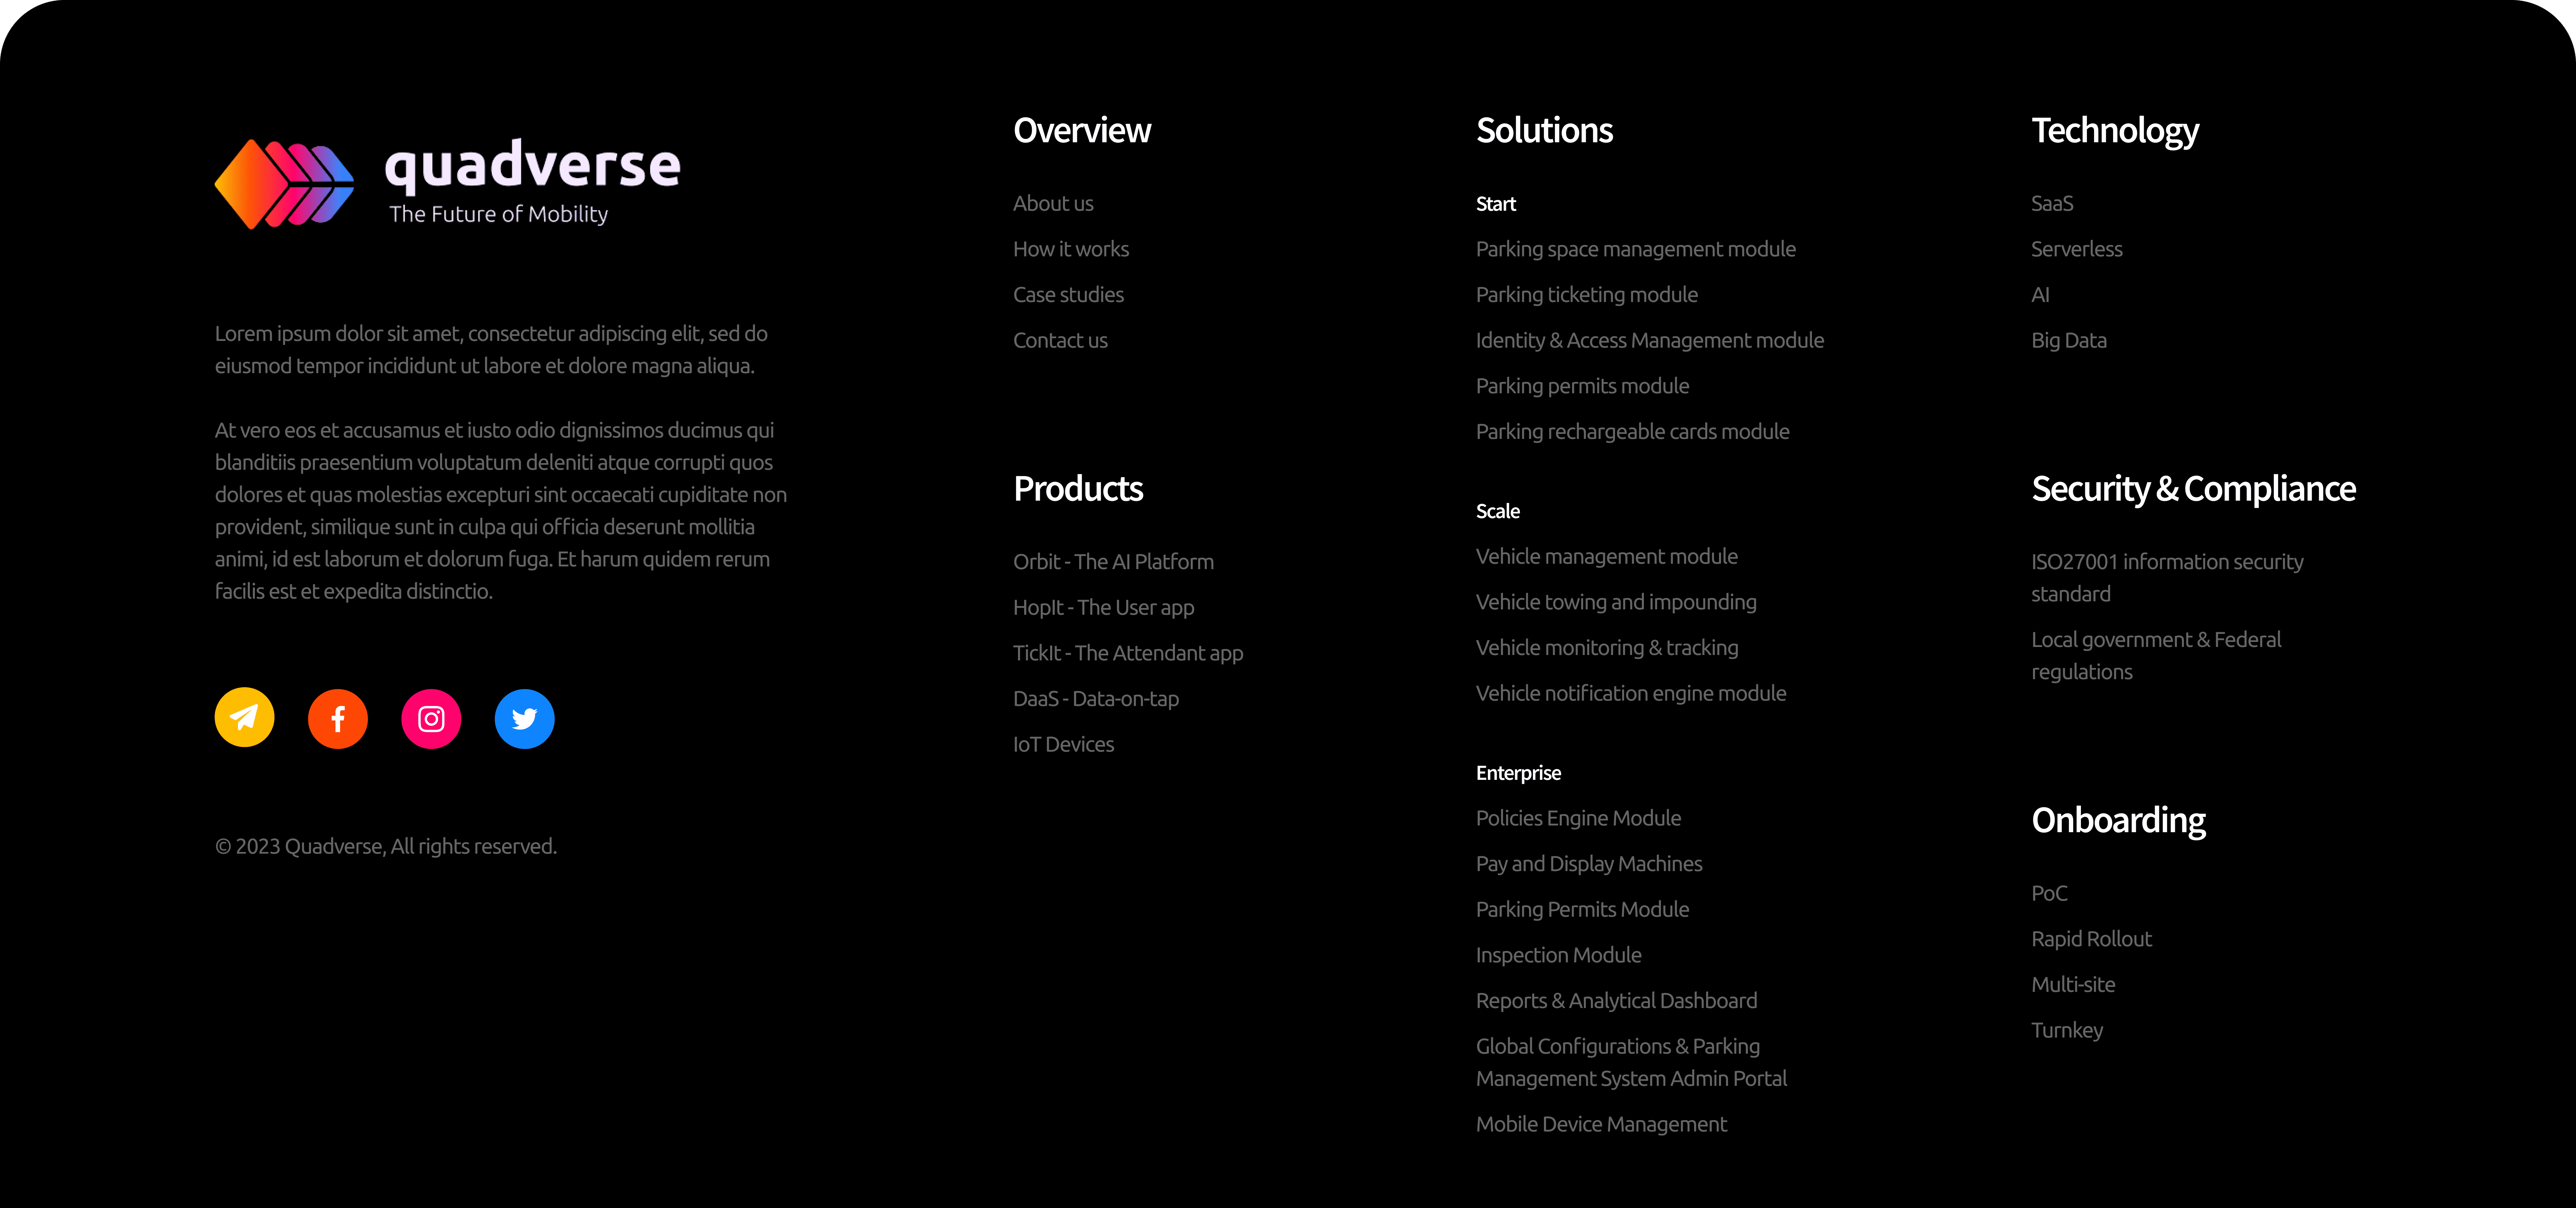 quadverse
The Future of Mobility
Lorem ipsum dolor sit amet, consectetur adipiscing elit, sed do
eiusmod tempor incididunt ut labore et dolore magna aliqua.
At vero eos et accusamus et iusto odio dignissimos ducimus qui
blanditiis praesentium voluptatum deleniti atque corrupti quos
dolores et quas molestias excepturi sint occaecati cupiditate non
provident, similique sunt in culpa qui officia deserunt mollitia
animi, id est laborum et dolorum fuga. Et harum quidem rerum
facilis est et expedita distinctio.
© 2023 Quadverse, All rights reserved.
Overview
About us
How it works
Case studies
Contact us
Products
Orbit - The AI Platform
HopIt - The User app
TickIt - The Attendant app
DaaS - Data-on-tap
IoT Devices
Solutions
Start
Parking space management module
Parking ticketing module
Identity & Access Management module
Parking permits module
Parking rechargeable cards module
Scale
Vehicle management module
Vehicle towing and impounding
Vehicle monitoring & tracking
Vehicle notification engine module
Enterprise
Policies Engine Module
Pay and Display Machines
Parking Permits Module
Inspection Module
Reports & Analytical Dashboard
Global Configurations & Parking
Management System Admin Portal
Mobile Device Management
Technology
SaaS
Serverless
AI
Big Data
Security & Compliance
ISO27001 information security
standard
Local government & Federal
regulations
Onboarding
PoC
Rapid Rollout
Multi-site
Turnkey